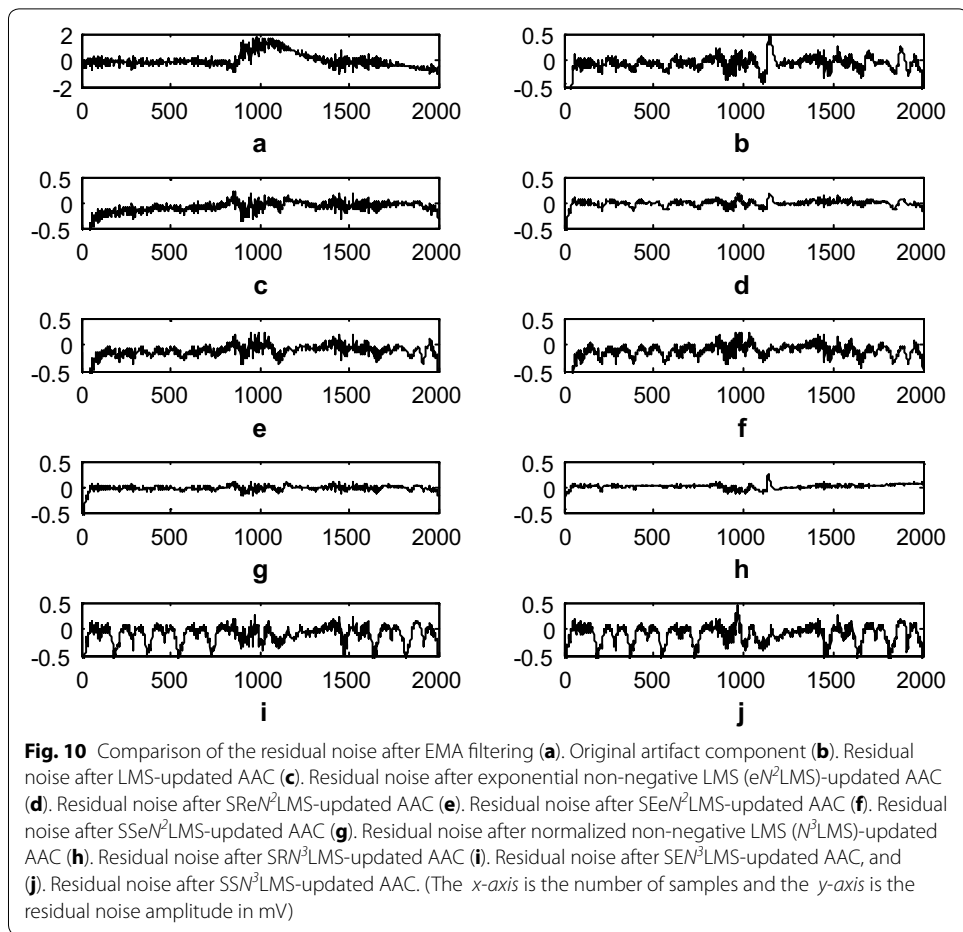 2
0
-2
0 500 1000 1500 2000
a
0.5
0
-0.5
0 500 1000 1500 2000
b
0.5
0
-0.5
0 500 1000 1500 2000
c
0.5
0
-0.5
0 500 1000 1500 2000
d
0.5
0
-0.5
0 500 1000 1500 2000
e
0.5
0
-0.5
0 500 1000 1500 2000
f
0.5
0
-0.5
0 500 1000 1500 2000
g
0.5
0
-0.5
0 500 1000 1500 2000
h
0.5
0
-0.5
0 500 1000 1500 2000
i
0.5
0
-0.5
0 500 1000 1500 2000
j
Fig. 10 Comparison of the residual noise after EMA filtering (a). Original artifact component (b). Residual
noise after LMS-updated AAC (c). Residual noise after exponential non-negative LMS (eN²LMS)-updated AAC
(d). Residual noise after SReN²LMS-updated AAC (e). Residual noise after SEeN²LMS-updated AAC (f). Residual
noise after SSeN²LMS-updated AAC (g). Residual noise after normalized non-negative LMS (N³LMS)-updated
AAC (h). Residual noise after SRN³LMS-updated AAC (i). Residual noise after SEN³LMS-updated AAC, and
(j). Residual noise after SSN³LMS-updated AAC. (The x-axis is the number of samples and the y-axis is the
residual noise amplitude in mV)